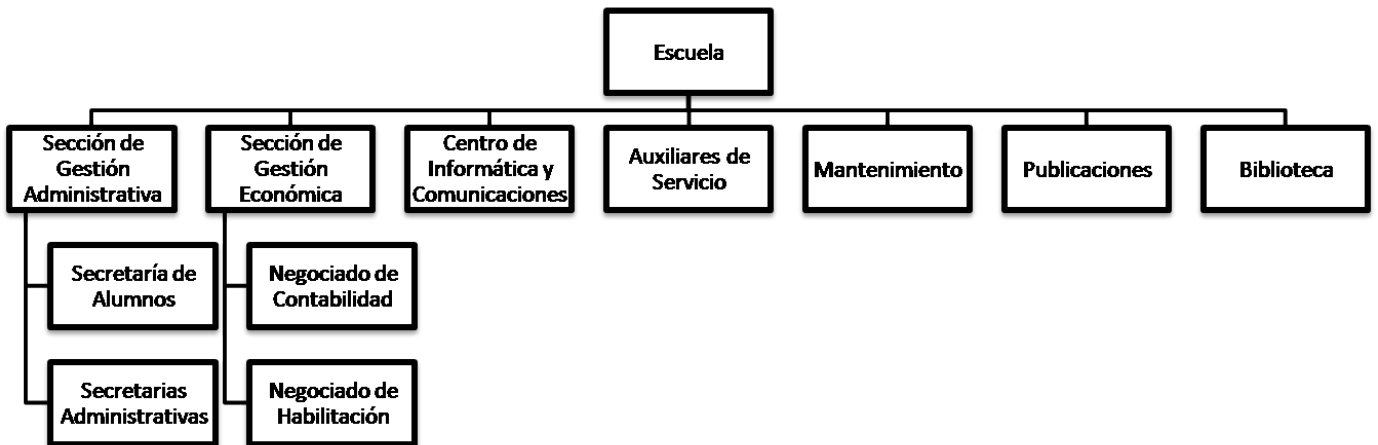 Escuela
Sección de
Gestión
Administrativa
Sección de
Gestión
Económica
Centro de
Informática y
Comunicaciones
Auxiliares de
Servicio
Mantenimiento
Publicaciones
Biblioteca
Secretaría de
Alumnos
Negociado de
Contabilidad
Secretarias
Administrativas
Negociado de
Habilitación